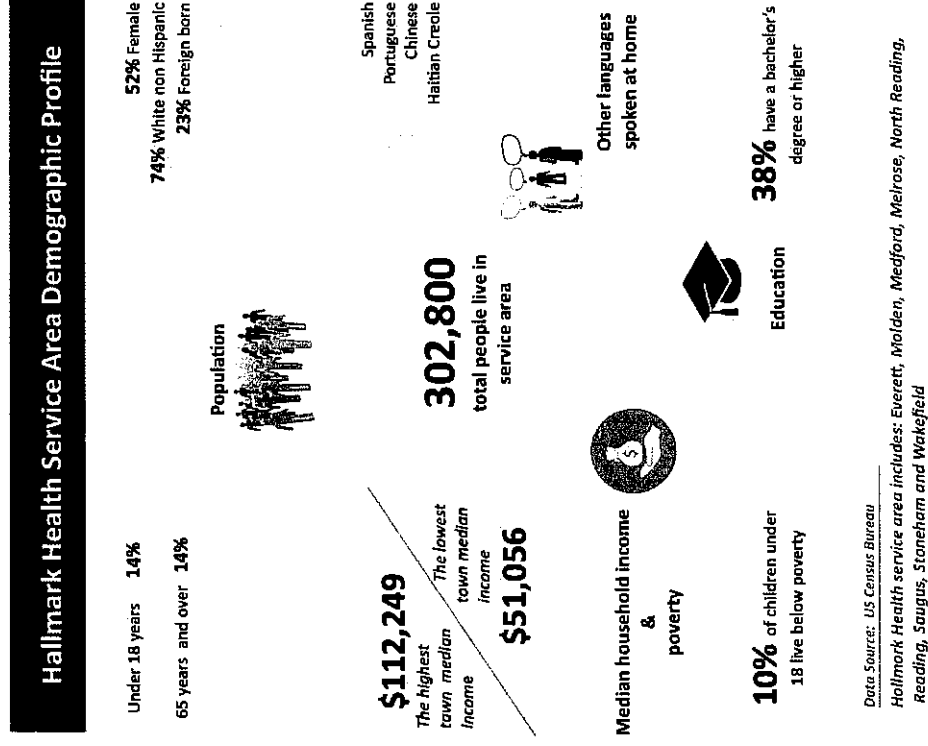 Hallmark Health Service Area Demographic Profile
Under 18 years 14%
65 years and over 14%
Population
52% Female
74% White non Hispanic
23% Foreign born
$112,249
The highest
town median
Income
The lowest
town median
income
$51,056
302,800
total people live in
service area
Spanish
Portuguese
Chinese
Haitian Creole
Other languages
spoken at home
Median household income
&
poverty
$
10% of children under
18 live below poverty
Education
38% have a bachelor's
degree or higher
Data Source: US Census Bureau
Hallmark Health service area includes: Everett, Molden, Medford, Melrose, North Reading,
Reading, Saugus, Stoneham and Wakefield